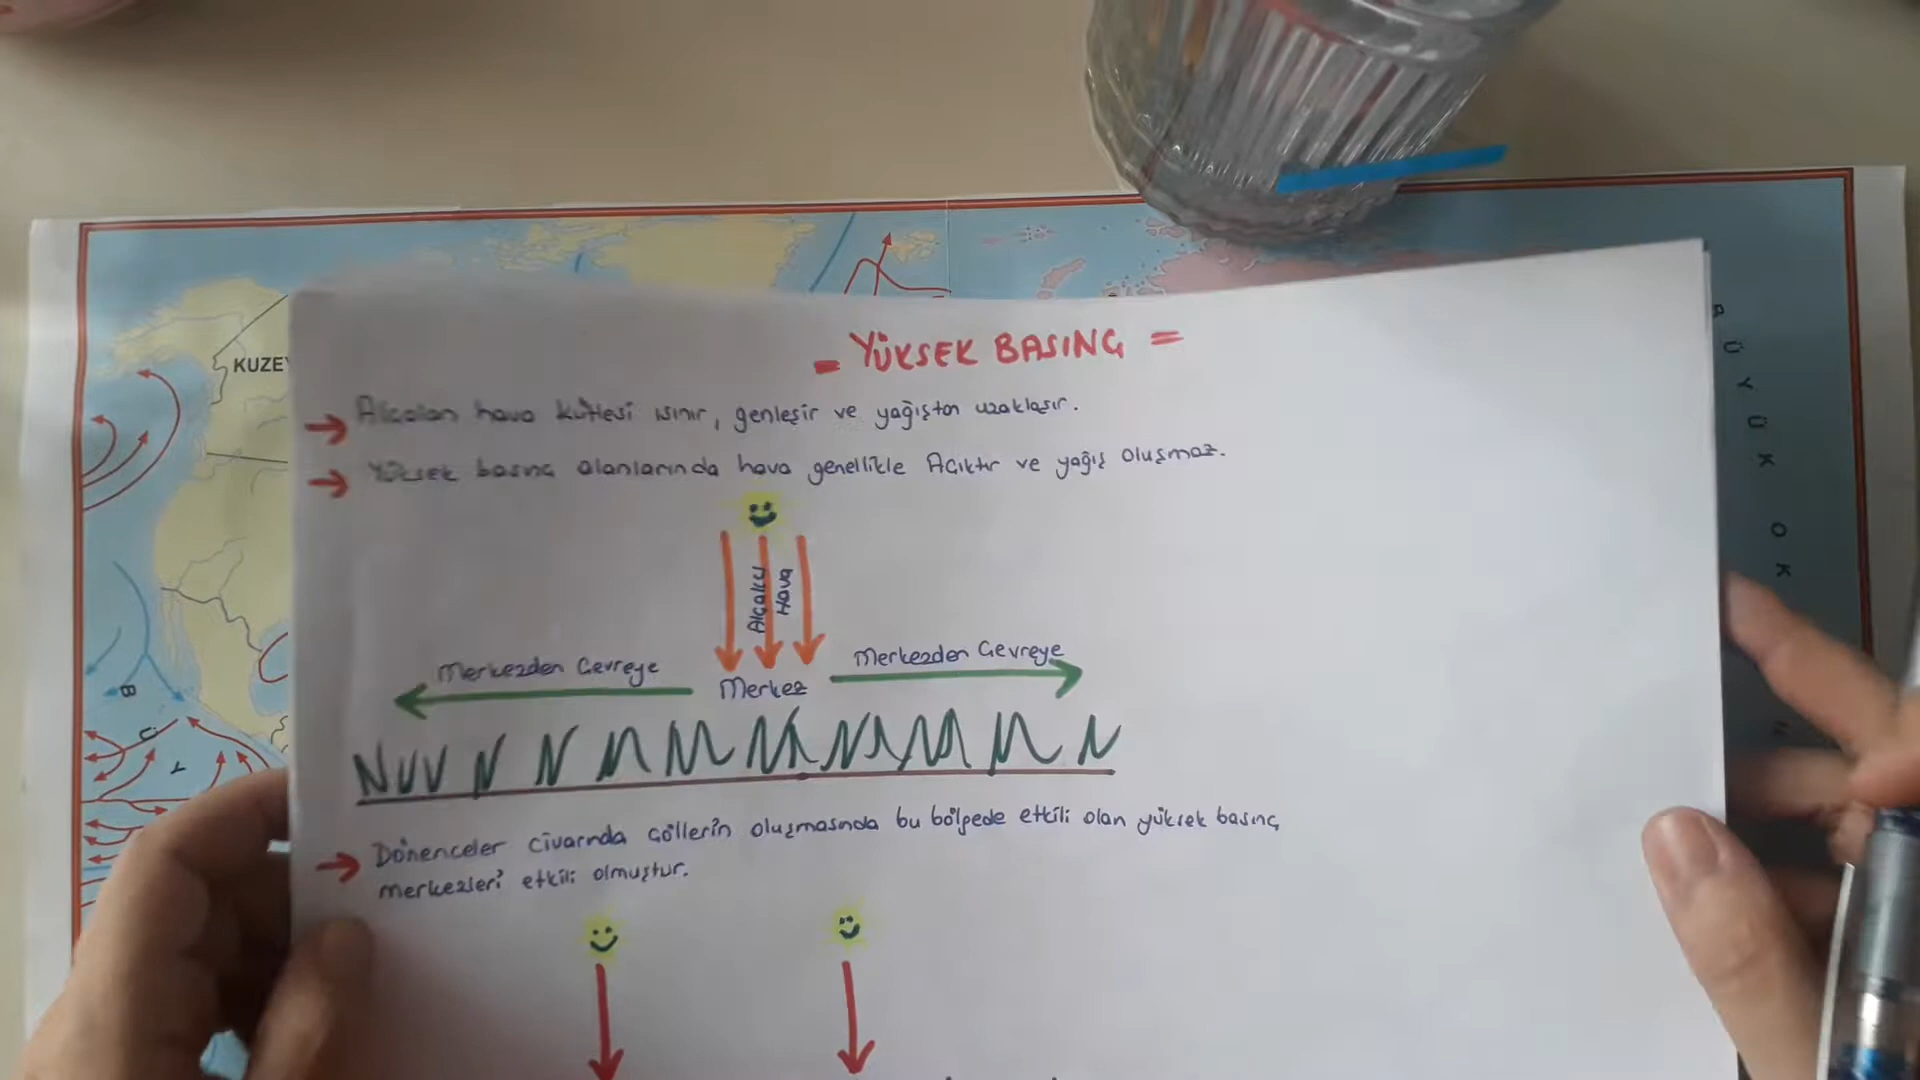 = YÜKSEK BASINÇ =
→ Alçalan hava kütlesi ısınır, genleşir ve yağıştan uzaklaşır.
→ Yüksek basınç alanlarında hava genellikle Açıktır ve yağış oluşmaz.
Alçalıcı
Hava
Merkezden Çevreye
Merkez
Merkezden Çevreye
→ Dönenceler civarında çöllerin oluşmasında bu bölgede etkili olan yüksek basınç
merkezleri etkili olmuştur.
KUZEY
B Ü Y
B Ü Y Ü K O K